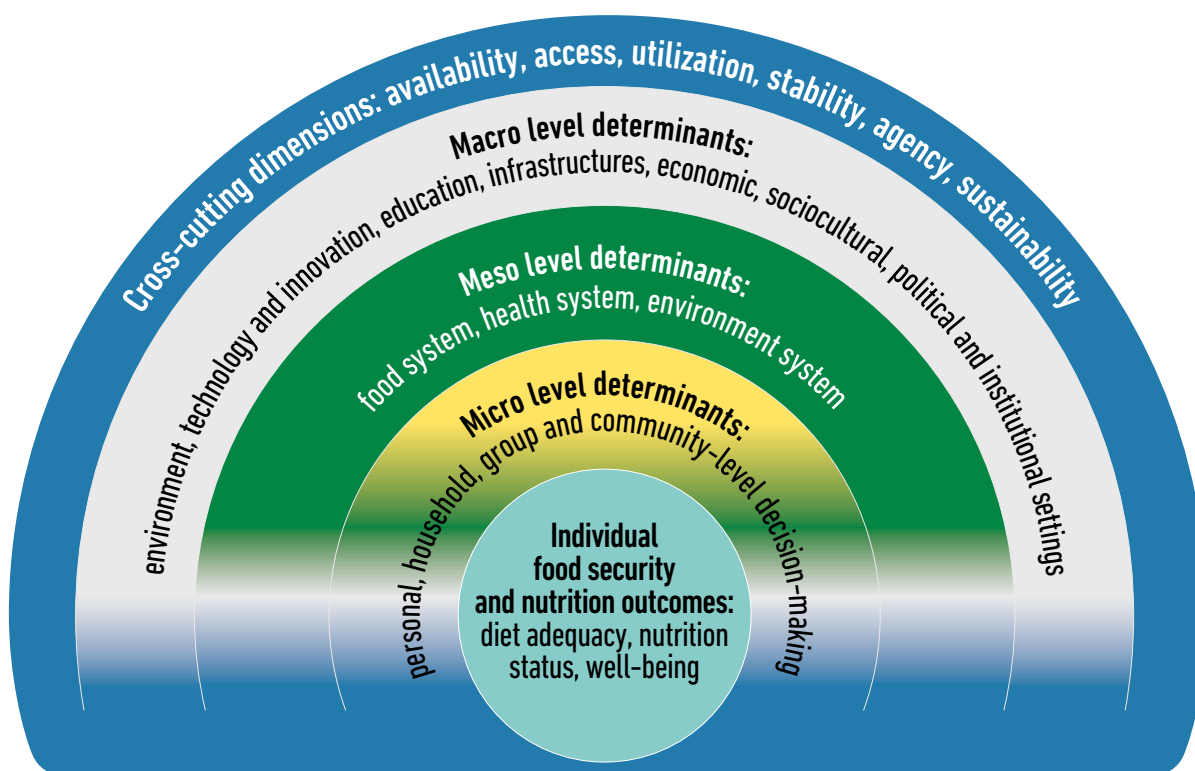 Cross-cutting dimensions: availability, access, utilization, stability, agency, sustainability
Macro level determinants:
environment, technology and innovation, education, infrastructures, economic, sociocultural, political and institutional settings
Meso level determinants:
food system, health system, environment system
Micro level determinants:
personal, household, group and community-level decision-making
Individual
food security
and nutrition outcomes:
diet adequacy, nutrition
status, well-being